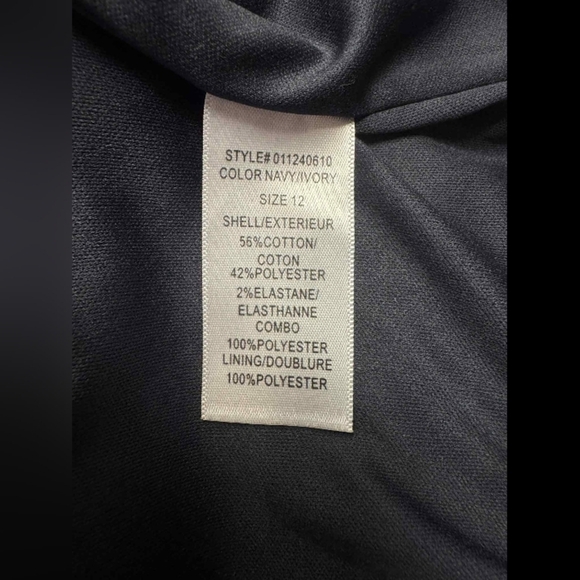 STYLE# 011240610
COLOR NAVY/IVORY
SIZE 12
SHELL/EXTERIEUR
56%COTTON/
COTON
42%POLYESTER
2%ELASTANE/
ELASTHANNE
COMBO
100%POLYESTER
LINING/DOUBLURE
100%POLYESTER